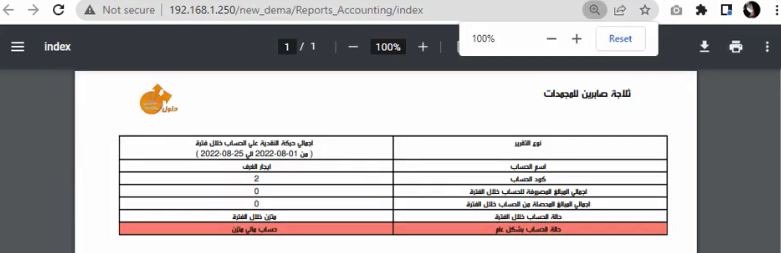 Not secure | 192.168.1.250/new_dema/Reports_Accounting/index
index
1 / 1
100%
100%
Reset
ثلاجة صابرين للمجمدات
حلول
نوع التقرير اجمالي حركة النقدية علي الحساب خلال فترة
( من 01-08-2022 الي 25-08-2022 )
اسم الحساب ايجار الغرف
كود الحساب 2
اجمالي المبالغ المصروفة للحساب خلال الفترة 0
اجمالي المبالغ المحصلة من الحساب خلال الفترة 0
حالة الحساب خلال الفترة متزن خلال الفترة
حالة الحساب بشكل عام حساب مالي متزن